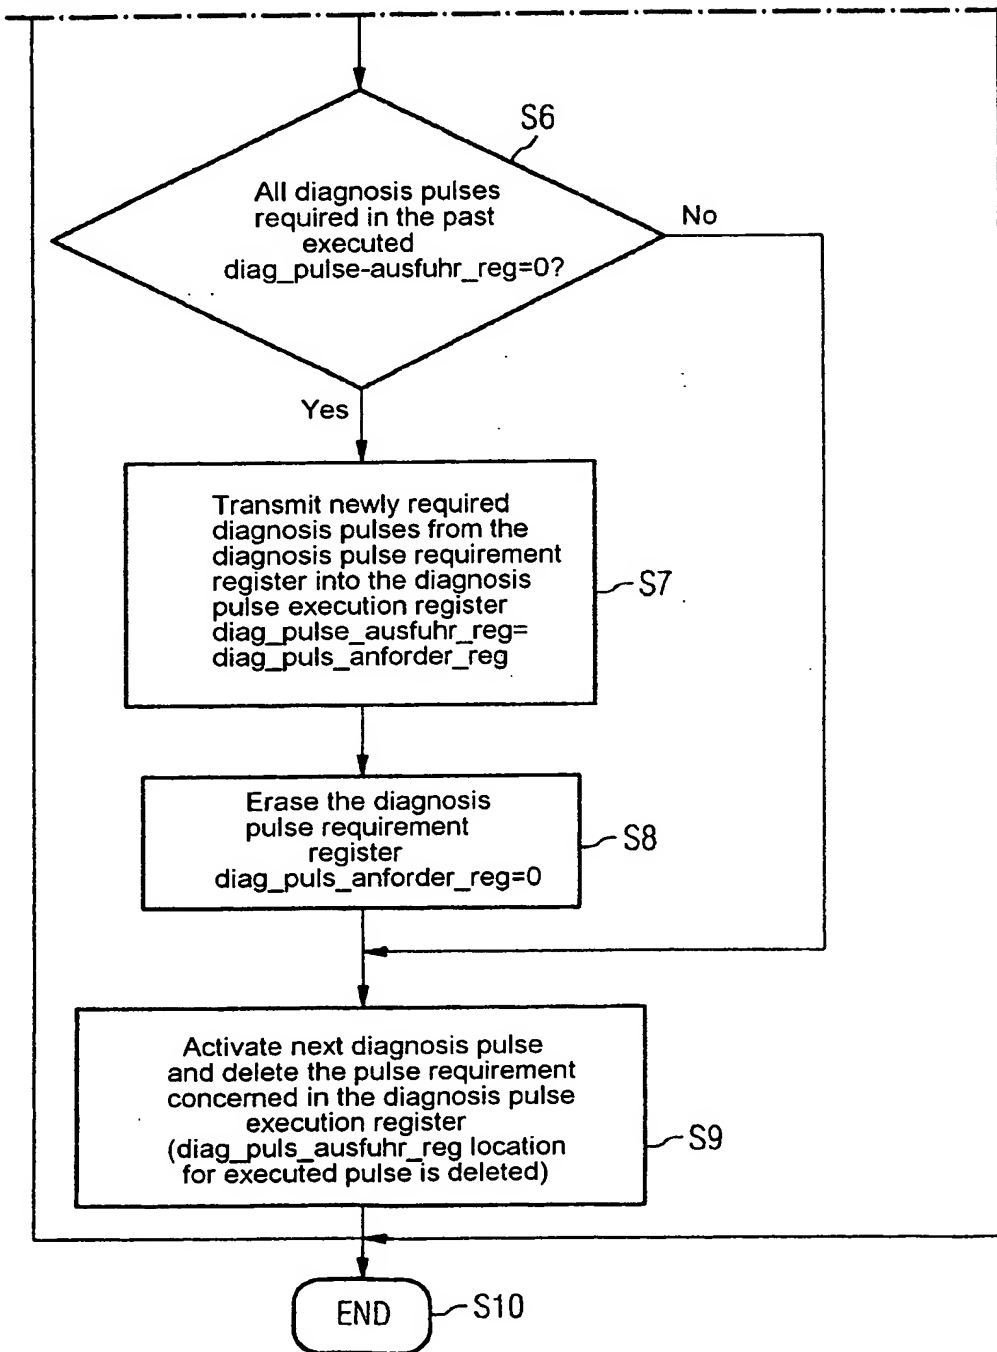 S6
All diagnosis pulses
required in the past
executed
diag_pulse-ausfuhr_reg=0?
No
Yes
Transmit newly required
diagnosis pulses from the
diagnosis pulse requirement
register into the diagnosis
pulse execution register
diag_pulse_ausfuhr_reg=
diag_puls_anforder_reg
S7
Erase the diagnosis
pulse requirement
register
diag_puls_anforder_reg=0
S8
Activate next diagnosis pulse
and delete the pulse requirement
concerned in the diagnosis pulse
execution register
(diag_puls_ausfuhr_reg location
for executed pulse is deleted)
S9
END
S10